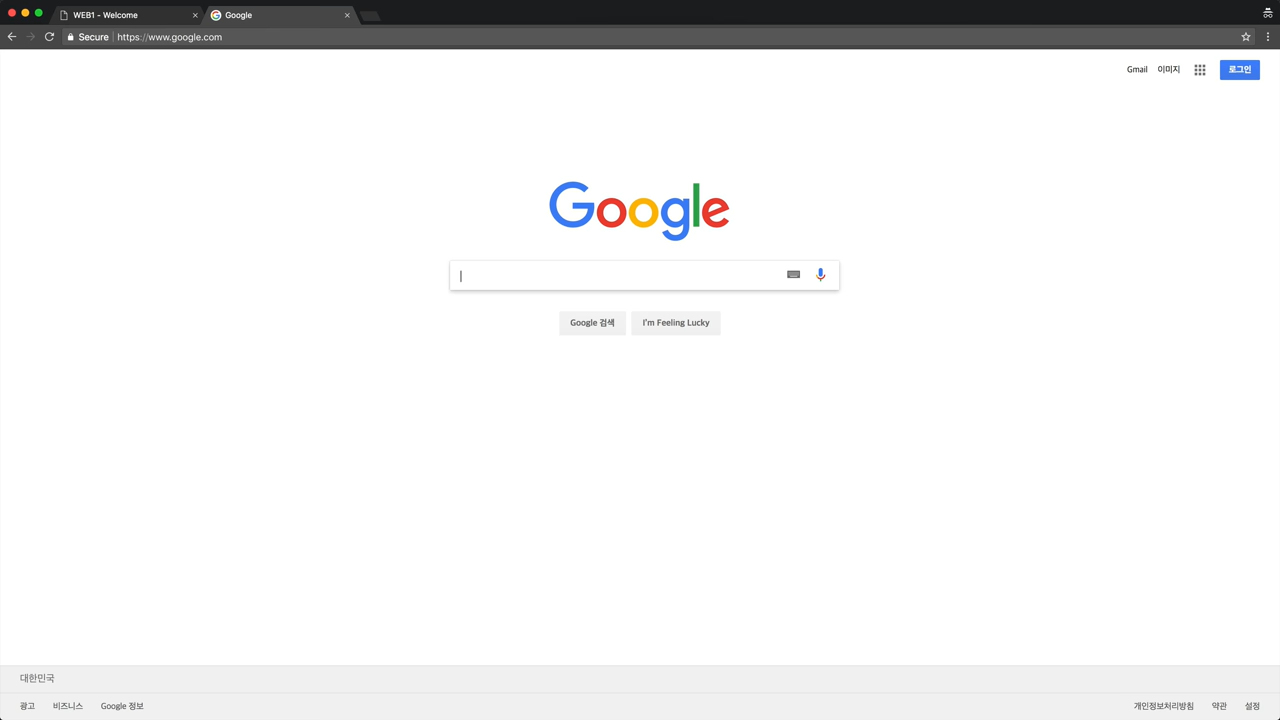 WEB1 - Welcome
Google
Secure https://www.google.com
Gmail 이미지 로그인
Google
Google 검색 I'm Feeling Lucky
대한민국
광고 비즈니스 Google 정보 개인정보처리방침 약관 설정